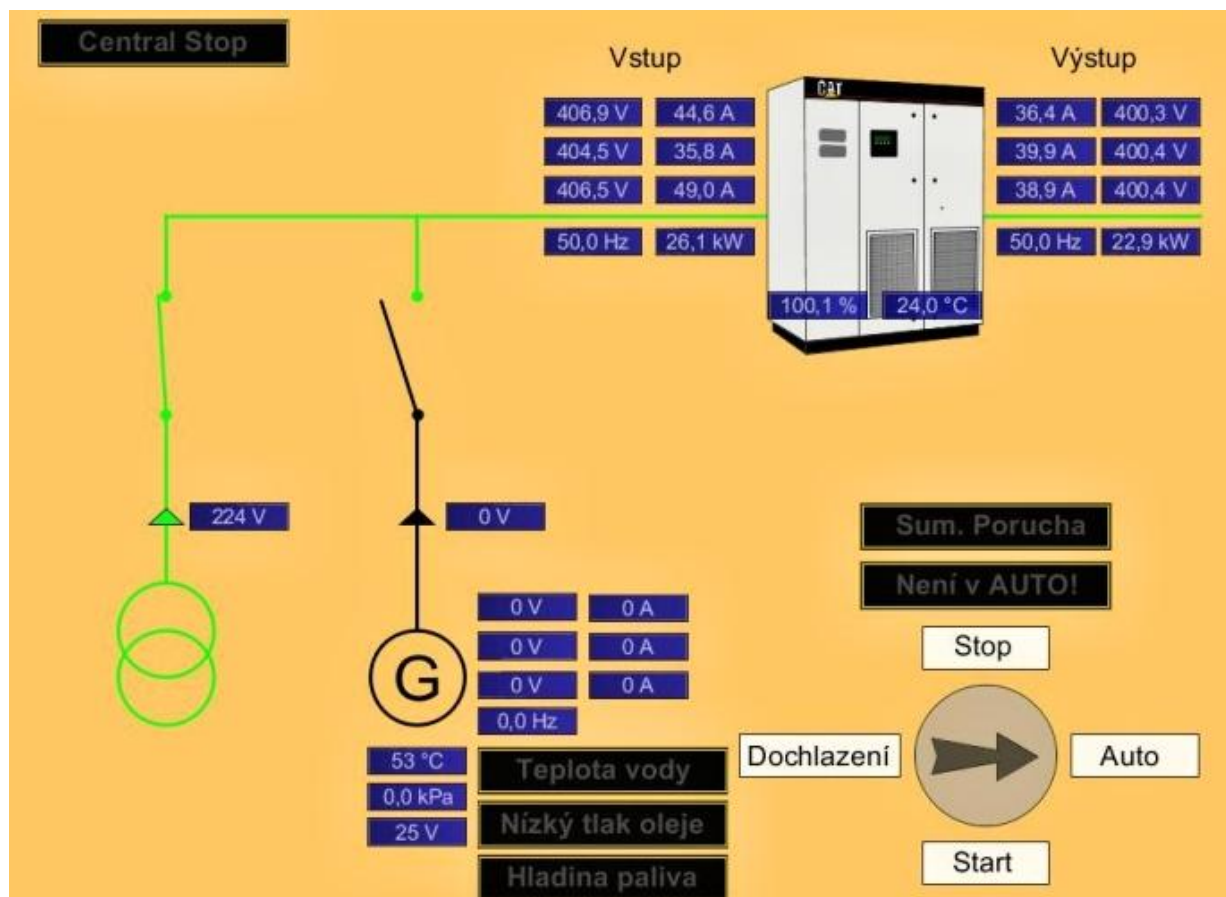 Central Stop
Vstup
Výstup
CAT
406,9 V 44,6 A
36,4 A 400,3 V
404,5 V 35,8 A
39,9 A 400,4 V
406,5 V 49,0 A
38,9 A 400,4 V
50,0 Hz 26,1 kW
50,0 Hz 22,9 kW
100,1 % 24,0 °C
224 V
0 V
Sum. Porucha
Není v AUTO!
0 V 0 A
0 V 0 A
0 V 0 A
0,0 Hz
G
Stop
Dochlazení
Auto
Start
53 °C
0,0 kPa
25 V
Teplota vody
Nízký tlak oleje
Hladina paliva